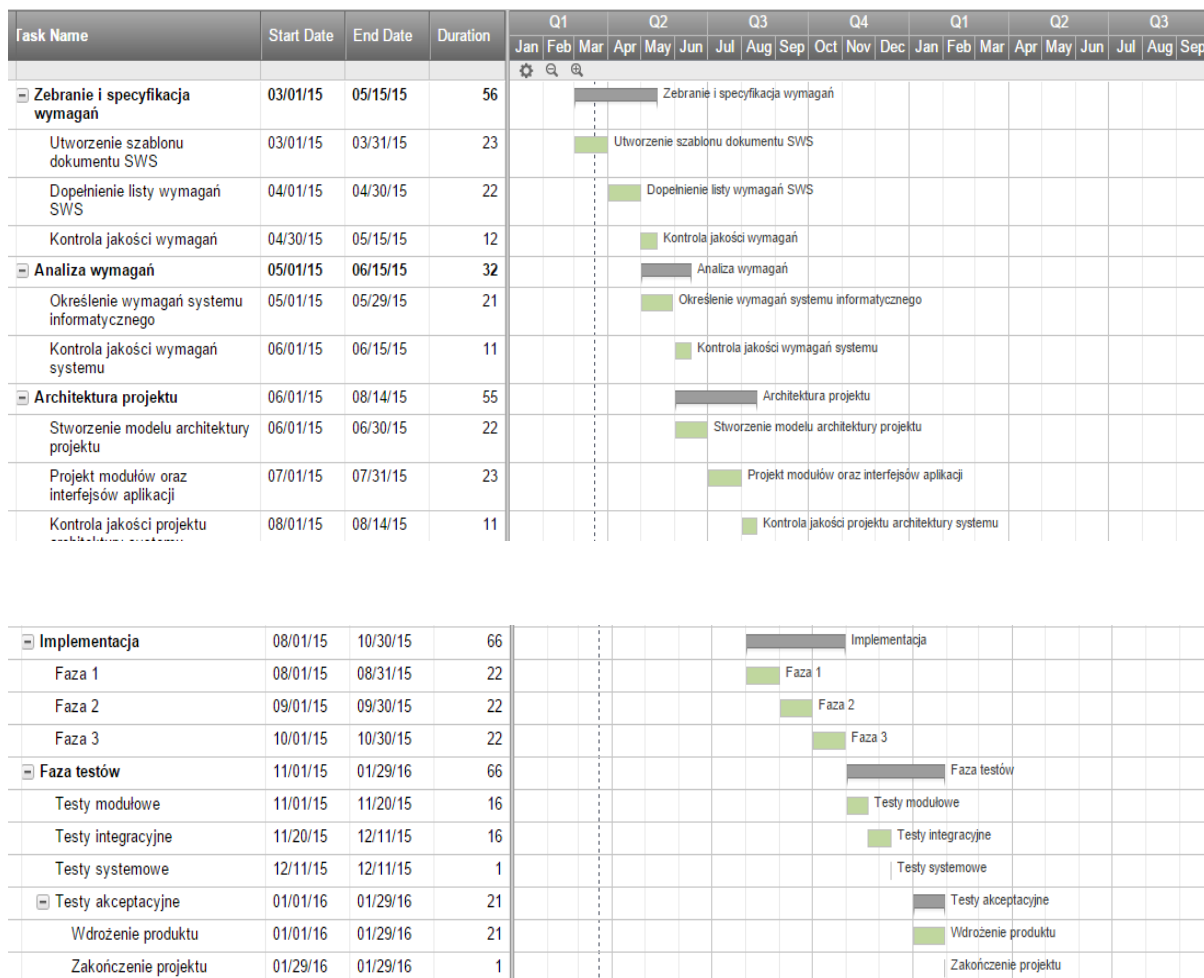 Task Name Start Date End Date Duration Q1 Q2 Q3 Q4 Q1 Q2 Q3
Jan Feb Mar Apr May Jun Jul Aug Sep Oct Nov Dec Jan Feb Mar Apr May Jun Jul Aug Sep
Zebranie i specyfikacja 03/01/15 05/15/15 56 Zebranie i specyfikacja wymagań
wymagań
Utworzenie szablonu 03/01/15 03/31/15 23 Utworzenie szablonu dokumentu SWS
dokumentu SWS
Dopełnienie listy wymagań 04/01/15 04/30/15 22 Dopełnienie listy wymagań SWS
SWS
Kontrola jakości wymagań 04/30/15 05/15/15 12 Kontrola jakości wymagań
Analiza wymagań 05/01/15 06/15/15 32 Analiza wymagań
Określenie wymagań systemu 05/01/15 05/29/15 21 Określenie wymagań systemu informatycznego
informatycznego
Kontrola jakości wymagań 06/01/15 06/15/15 11 Kontrola jakości wymagań systemu
systemu
Architektura projektu 06/01/15 08/14/15 55 Architektura projektu
Stworzenie modelu architektury 06/01/15 06/30/15 22 Stworzenie modelu architektury projektu
projektu
Projekt modułów oraz 07/01/15 07/31/15 23 Projekt modułów oraz interfejsów aplikacji
interfejsów aplikacji
Kontrola jakości projektu 08/01/15 08/14/15 11 Kontrola jakości projektu architektury systemu
Implementacja 08/01/15 10/30/15 66 Implementacja
Faza 1 08/01/15 08/31/15 22 Faza 1
Faza 2 09/01/15 09/30/15 22 Faza 2
Faza 3 10/01/15 10/30/15 22 Faza 3
Faza testów 11/01/15 01/29/16 66 Faza testów
Testy modułowe 11/01/15 11/20/15 16 Testy modułowe
Testy integracyjne 11/20/15 12/11/15 16 Testy integracyjne
Testy systemowe 12/11/15 12/11/15 1 Testy systemowe
Testy akceptacyjne 01/01/16 01/29/16 21 Testy akceptacyjne
Wdrożenie produktu 01/01/16 01/29/16 21 Wdrożenie produktu
Zakończenie projektu 01/29/16 01/29/16 1 Zakończenie projektu